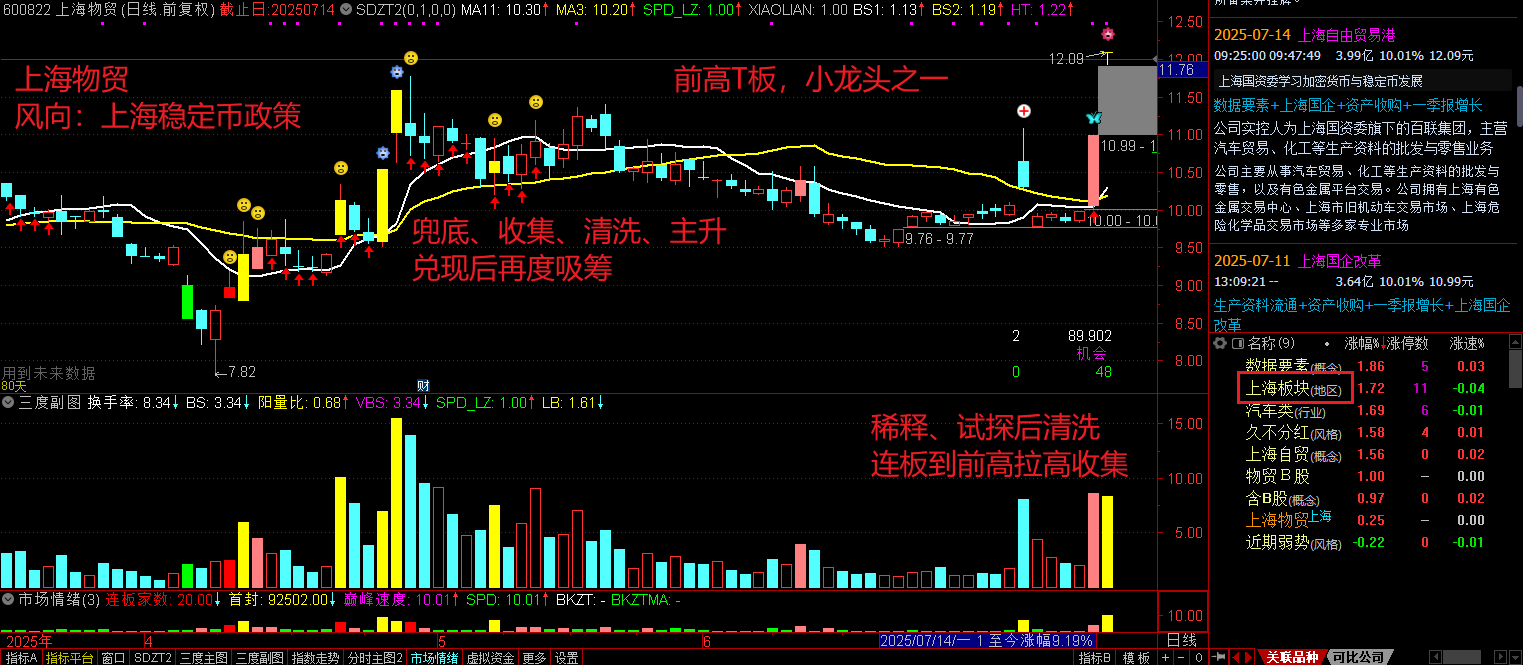 600822 上海物贸(日线.前复权) 截止日:20250714 SDZT2(0,1,0,0) MA11: 10.30↑ MA3: 10.20↑ SPD_LZ: 1.00↑ XIAOLIAN: 1.00 BS1: 1.13↑ BS2: 1.19↑ HT: 1.22↑
上海物贸
风向：上海稳定币政策
前高T板，小龙头之一
兜底、收集、清洗、主升
兑现后再度吸筹
12.09
10.99 - 1
10.00 - 10.
9.76 - 9.77
←7.82
2
89.902
机会
0
48
用到未来数据
80天
财
12.50
12.00
11.76
11.50
11.00
10.50
10.00
9.50
9.00
8.50
8.00
三度副图 换手率: 8.34↓ BS: 3.34↓ 阳量比: 0.68↑ VBS: 3.34↓ SPD_LZ: 1.00↑ LB: 1.61↓
稀释、试探后清洗
连板到前高拉高收集
15.00
10.00
5.00
市场情绪(3) 连板家数: 20.00↓ 首封: 92502.00↓ 巅峰速度: 10.01↑ SPD: 10.01↑ BKZT: - BKZTMA: -
10.00
2025年 4 5 6 2025/07/14/一 1 至今涨幅9.19% 日线
指标A 指标平台 窗口 SDZT2 三度主图 三度副图 指数走势 分时主图2 市场情绪 虚拟资金 更多 设置 指标B 模板 + - 0
2025-07-14 上海自由贸易港
09:25:00 09:47:49 3.99亿 10.01% 12.09元
上海国资委学习加密货币与稳定币发展
数据要素+上海国企+资产收购+一季报增长
公司实控人为上海国资委旗下的百联集团，主营
汽车贸易、化工等生产资料的批发与零售业务
公司主要从事汽车贸易、化工等生产资料的批发与
零售，以及有色金属平台交易。公司拥有上海有色
金属交易中心、上海市旧机动车交易市场、上海危
险化学品交易市场等多家专业市场
2025-07-11 上海国企改革
13:09:21 -- 3.64亿 10.01% 10.99元
生产资料流通+资产收购+一季报增长+上海国企
改革
名称(9) • 涨幅%↓ 涨停数 涨速%
数据要素(概念) 1.86 5 0.03
上海板块(地区) 1.72 11 -0.04
汽车类(行业) 1.69 6 -0.01
久不分红(风格) 1.58 4 0.01
上海自贸(概念) 1.56 0 0.02
物贸Ｂ股 1.00 – 0.00
含B股(概念) 0.97 0 0.02
上海物贸上海 0.25 – 0.00
近期弱势(风格) -0.22 0 -0.01
关联品种 可比公司